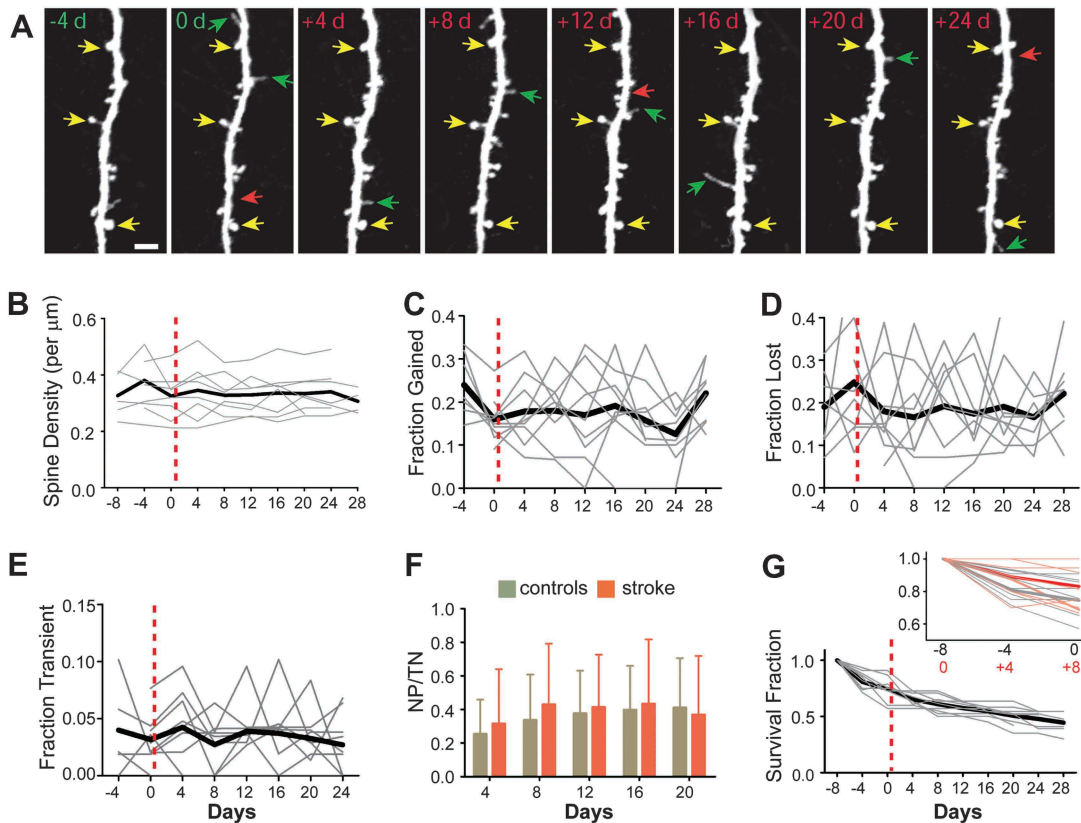 A
-4 d
0 d
+4 d
+8 d
+12 d
+16 d
+20 d
+24 d
B
Spine Density (per µm)
0.6
0.4
0.2
0.0
-8 -4 0 4 8 12 16 20 24 28
C
Fraction Gained
0.4
0.3
0.2
0.1
0.0
-4 0 4 8 12 16 20 24 28
D
Fraction Lost
0.4
0.3
0.2
0.1
0.0
-4 0 4 8 12 16 20 24 28
E
Fraction Transient
0.15
0.10
0.05
0.00
-4 0 4 8 12 16 20 24
Days
F
controls stroke
NP/TN
1.0
0.8
0.6
0.4
0.2
0.0
4 8 12 16 20
Days
G
1.0
0.8
0.6
-8 -4 0
0 +4 +8
Survival Fraction
1.0
0.5
0.0
-8 -4 0 4 8 12 16 20 24 28
Days